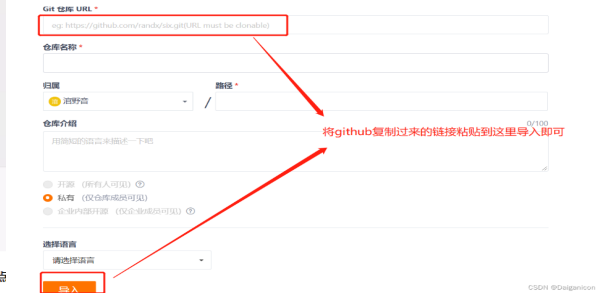 Git 仓库 URL *
eg: https://github.com/randa/six.git(URL must be clonable)
仓库名称 *
归属
路径 *
泪野音
/
仓库介绍
0/100
将github复制过来的链接粘贴到这里导入即可
用简短的语言来描述一下吧
开源 (所有人可见)
私有 (仅仓库成员可见)
企业内部开源 (仅企业成员可见)
选择语言
请选择语言
导入
CSDN @Daiganicon